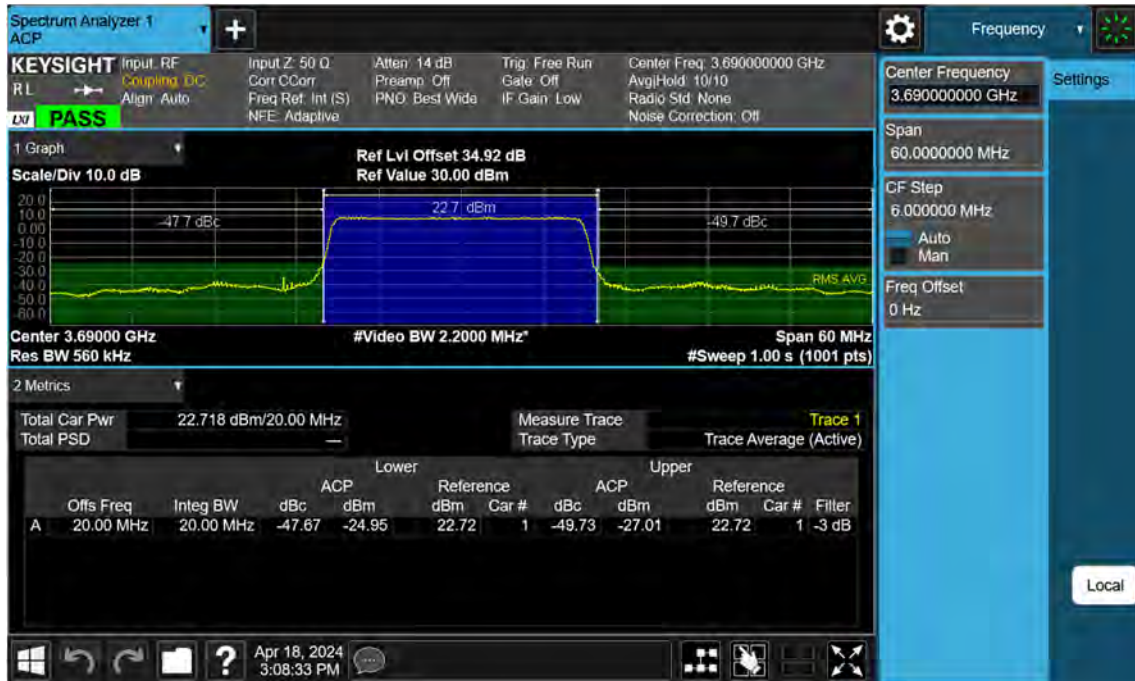 Spectrum Analyzer 1
ACP
+
Frequency
KEYSIGHT
RL
LXI
PASS
Input: RF
Coupling: DC
Align: Auto
Input Z: 50 Ω
Corr CCorr
Freq Ref: Int (S)
NFE: Adaptive
Atten: 14 dB
Preamp: Off
PNO: Best Wide
Trig: Free Run
Gate: Off
IF Gain: Low
Center Freq: 3.690000000 GHz
Avg|Hold: 10/10
Radio Std: None
Noise Correction: Off
Center Frequency
3.690000000 GHz
Settings
Span
60.0000000 MHz
CF Step
6.000000 MHz
Auto
Man
Freq Offset
0 Hz
Local
1 Graph
Scale/Div 10.0 dB
Ref Lvl Offset 34.92 dB
Ref Value 30.00 dBm
20.0
10.0
0.00
-10.0
-20.0
-30.0
-40.0
-50.0
-60.0
-47.7 dBc
22.7 dBm
-49.7 dBc
RMS AVG
Center 3.69000 GHz
#Video BW 2.2000 MHz*
Span 60 MHz
Res BW 560 kHz
#Sweep 1.00 s (1001 pts)
2 Metrics
Total Car Pwr 22.718 dBm/20.00 MHz
Total PSD —
Measure Trace Trace 1
Trace Type Trace Average (Active)
Lower Upper
ACP Reference ACP Reference
Offs Freq Integ BW dBc dBm dBm Car # dBc dBm dBm Car # Filter
A 20.00 MHz 20.00 MHz -47.67 -24.95 22.72 1 -49.73 -27.01 22.72 1 -3 dB
?
Apr 18, 2024
3:08:33 PM